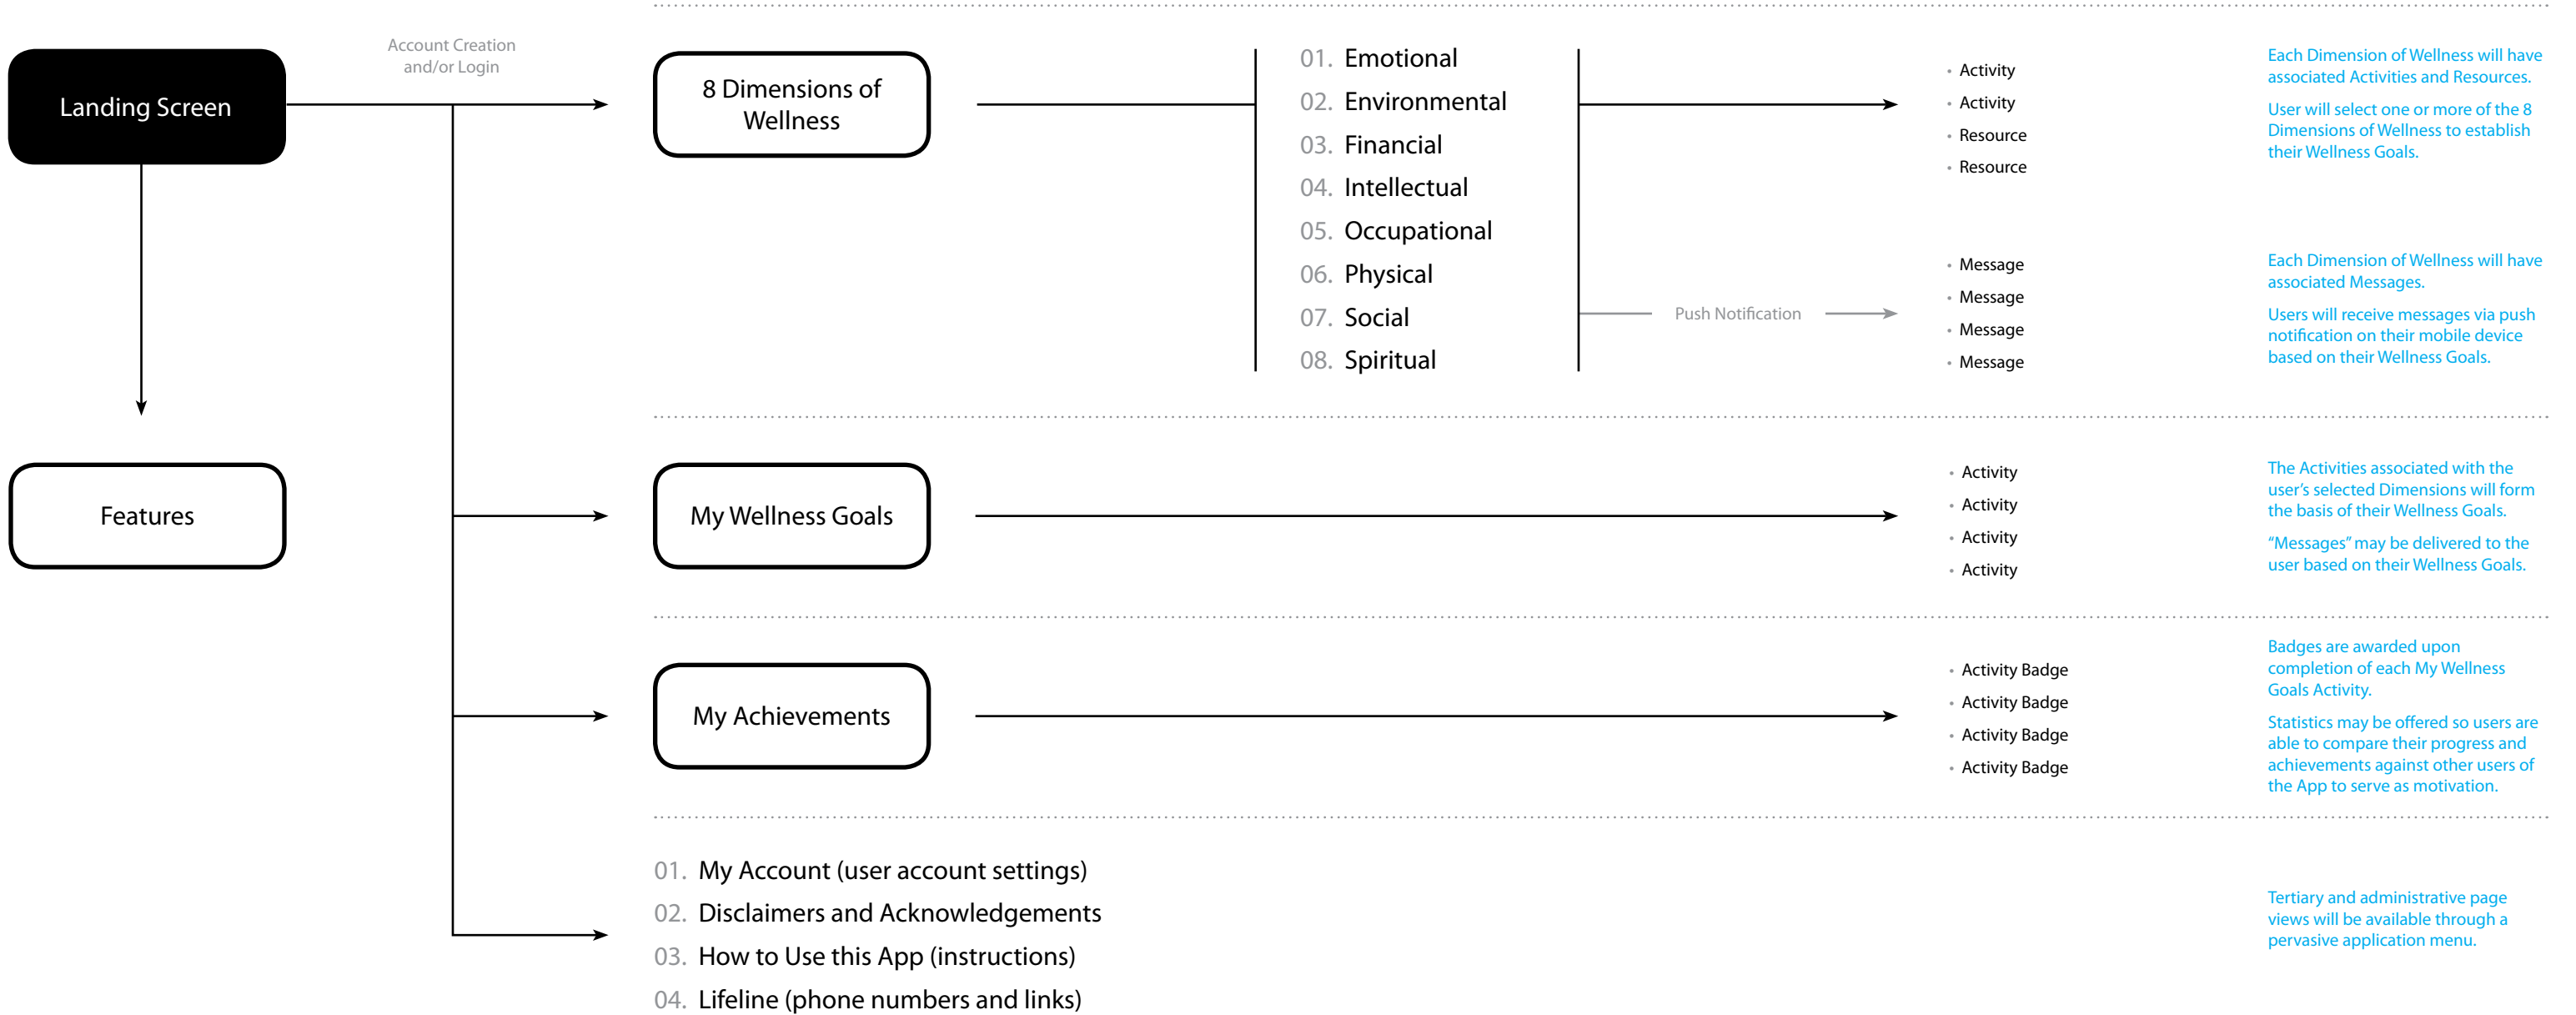 Landing Screen
Account Creation
and/or Login
8 Dimensions of
Wellness
01. Emotional
02. Environmental
03. Financial
04. Intellectual
05. Occupational
06. Physical
07. Social
08. Spiritual
• Activity
• Activity
• Resource
• Resource
Each Dimension of Wellness will have
associated Activities and Resources.
User will select one or more of the 8
Dimensions of Wellness to establish
their Wellness Goals.
Push Notification
• Message
• Message
• Message
• Message
Each Dimension of Wellness will have
associated Messages.
Users will receive messages via push
notification on their mobile device
based on their Wellness Goals.
Features
My Wellness Goals
• Activity
• Activity
• Activity
• Activity
The Activities associated with the
user’s selected Dimensions will form
the basis of their Wellness Goals.
“Messages” may be delivered to the
user based on their Wellness Goals.
My Achievements
• Activity Badge
• Activity Badge
• Activity Badge
• Activity Badge
Badges are awarded upon
completion of each My Wellness
Goals Activity.
Statistics may be offered so users are
able to compare their progress and
achievements against other users of
the App to serve as motivation.
01. My Account (user account settings)
02. Disclaimers and Acknowledgements
03. How to Use this App (instructions)
04. Lifeline (phone numbers and links)
Tertiary and administrative page
views will be available through a
pervasive application menu.